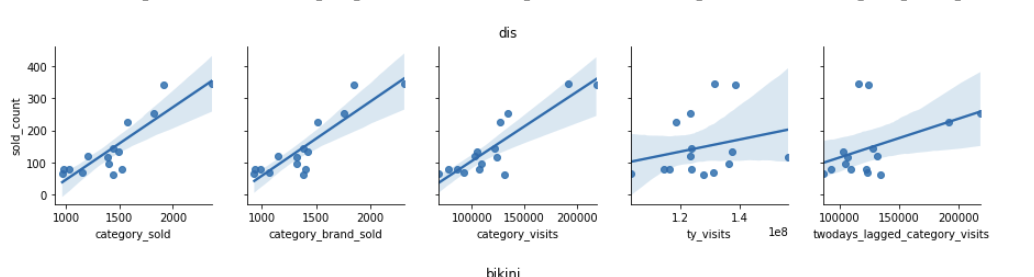 dis
sold_count
400
300
200
100
0
1000 1500 2000
category_sold
1000 1500 2000
category_brand_sold
100000 150000 200000
category_visits
1.2 1.4
1e8
ty_visits
100000 150000 200000
twodays_lagged_category_visits
bikini